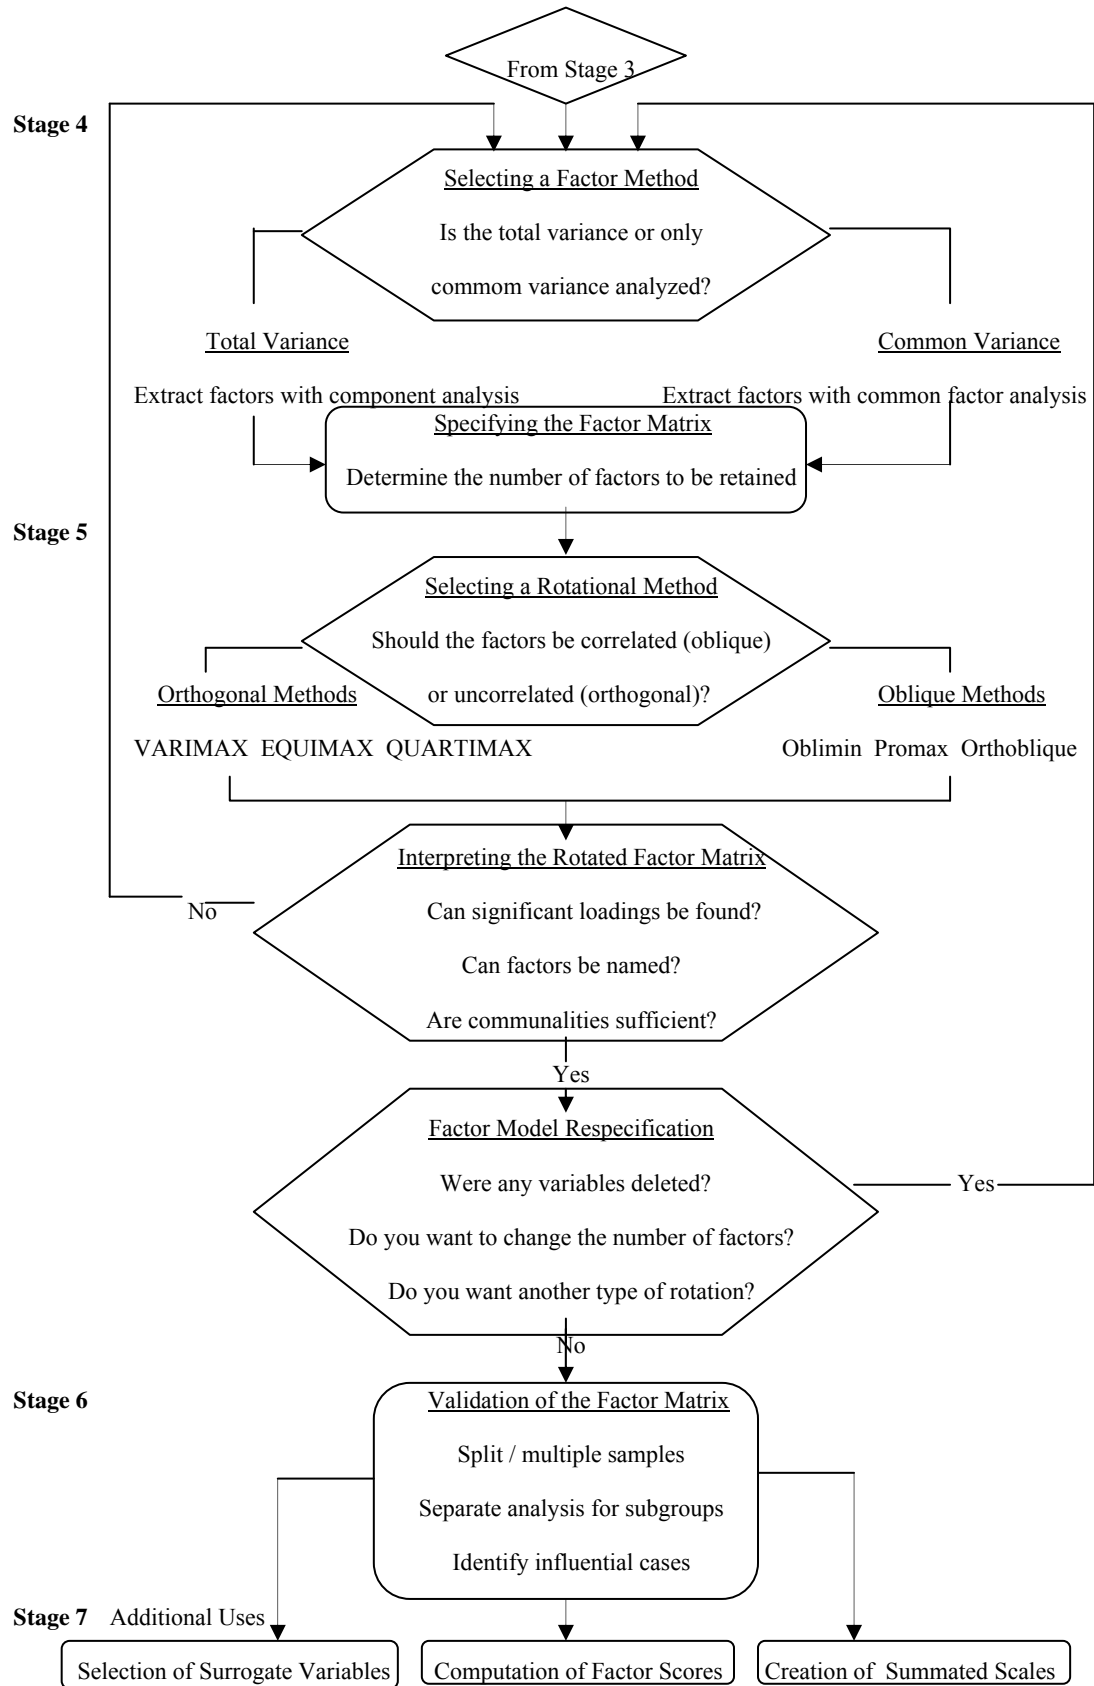 From Stage 3
Stage 4
Selecting a Factor Method
Is the total variance or only
commom variance analyzed?
Total Variance
Common Variance
Extract factors with component analysis
Extract factors with common factor analysis
Specifying the Factor Matrix
Determine the number of factors to be retained
Stage 5
Selecting a Rotational Method
Should the factors be correlated (oblique)
or uncorrelated (orthogonal)?
Orthogonal Methods
Oblique Methods
VARIMAX EQUIMAX QUARTIMAX
Oblimin Promax Orthoblique
Interpreting the Rotated Factor Matrix
No
Can significant loadings be found?
Can factors be named?
Are communalities sufficient?
Yes
Factor Model Respecification
Were any variables deleted?
Yes
Do you want to change the number of factors?
Do you want another type of rotation?
No
Stage 6
Validation of the Factor Matrix
Split / multiple samples
Separate analysis for subgroups
Identify influential cases
Stage 7 Additional Uses
Selection of Surrogate Variables
Computation of Factor Scores
Creation of Summated Scales